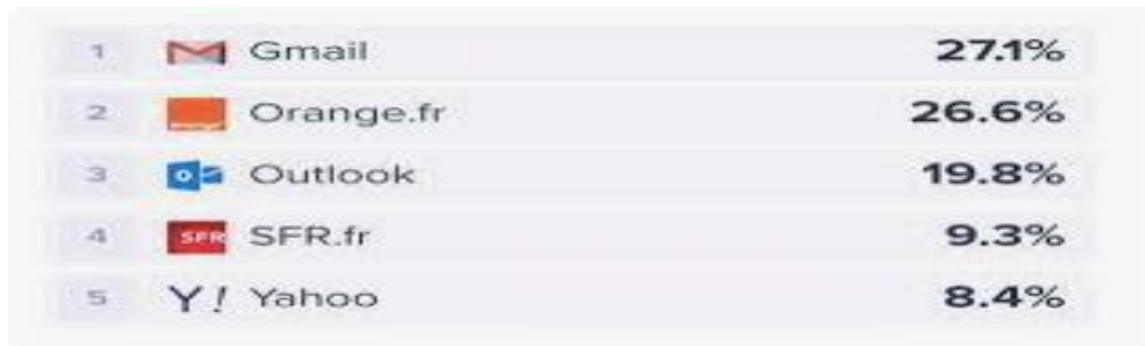 1 Gmail 27.1%
2 Orange.fr 26.6%
3 Outlook 19.8%
4 SFR SFR.fr 9.3%
5 Y! Yahoo 8.4%